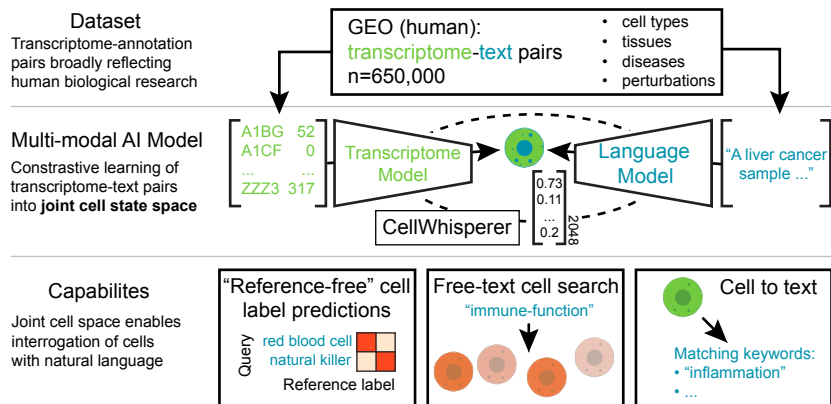 Dataset
Transcriptome-annotation
pairs broadly reflecting
human biological research
GEO (human):
transcriptome-text pairs
n=650,000
• cell types
• tissues
• diseases
• perturbations
Multi-modal AI Model
Constrastive learning of
transcriptome-text pairs
into joint cell state space
A1BG 52
A1CF 0
... ...
ZZZ3 317
Transcriptome
Model
CellWhisperer
0.73
0.11
...
0.2
2048
Language
Model
“A liver cancer
sample ...”
Capabilites
Joint cell space enables
interrogation of cells
with natural language
“Reference-free” cell
label predictions
Query
red blood cell
natural killer
Reference label
Free-text cell search
“immune-function”
Cell to text
Matching keywords:
• “inflammation”
• ...